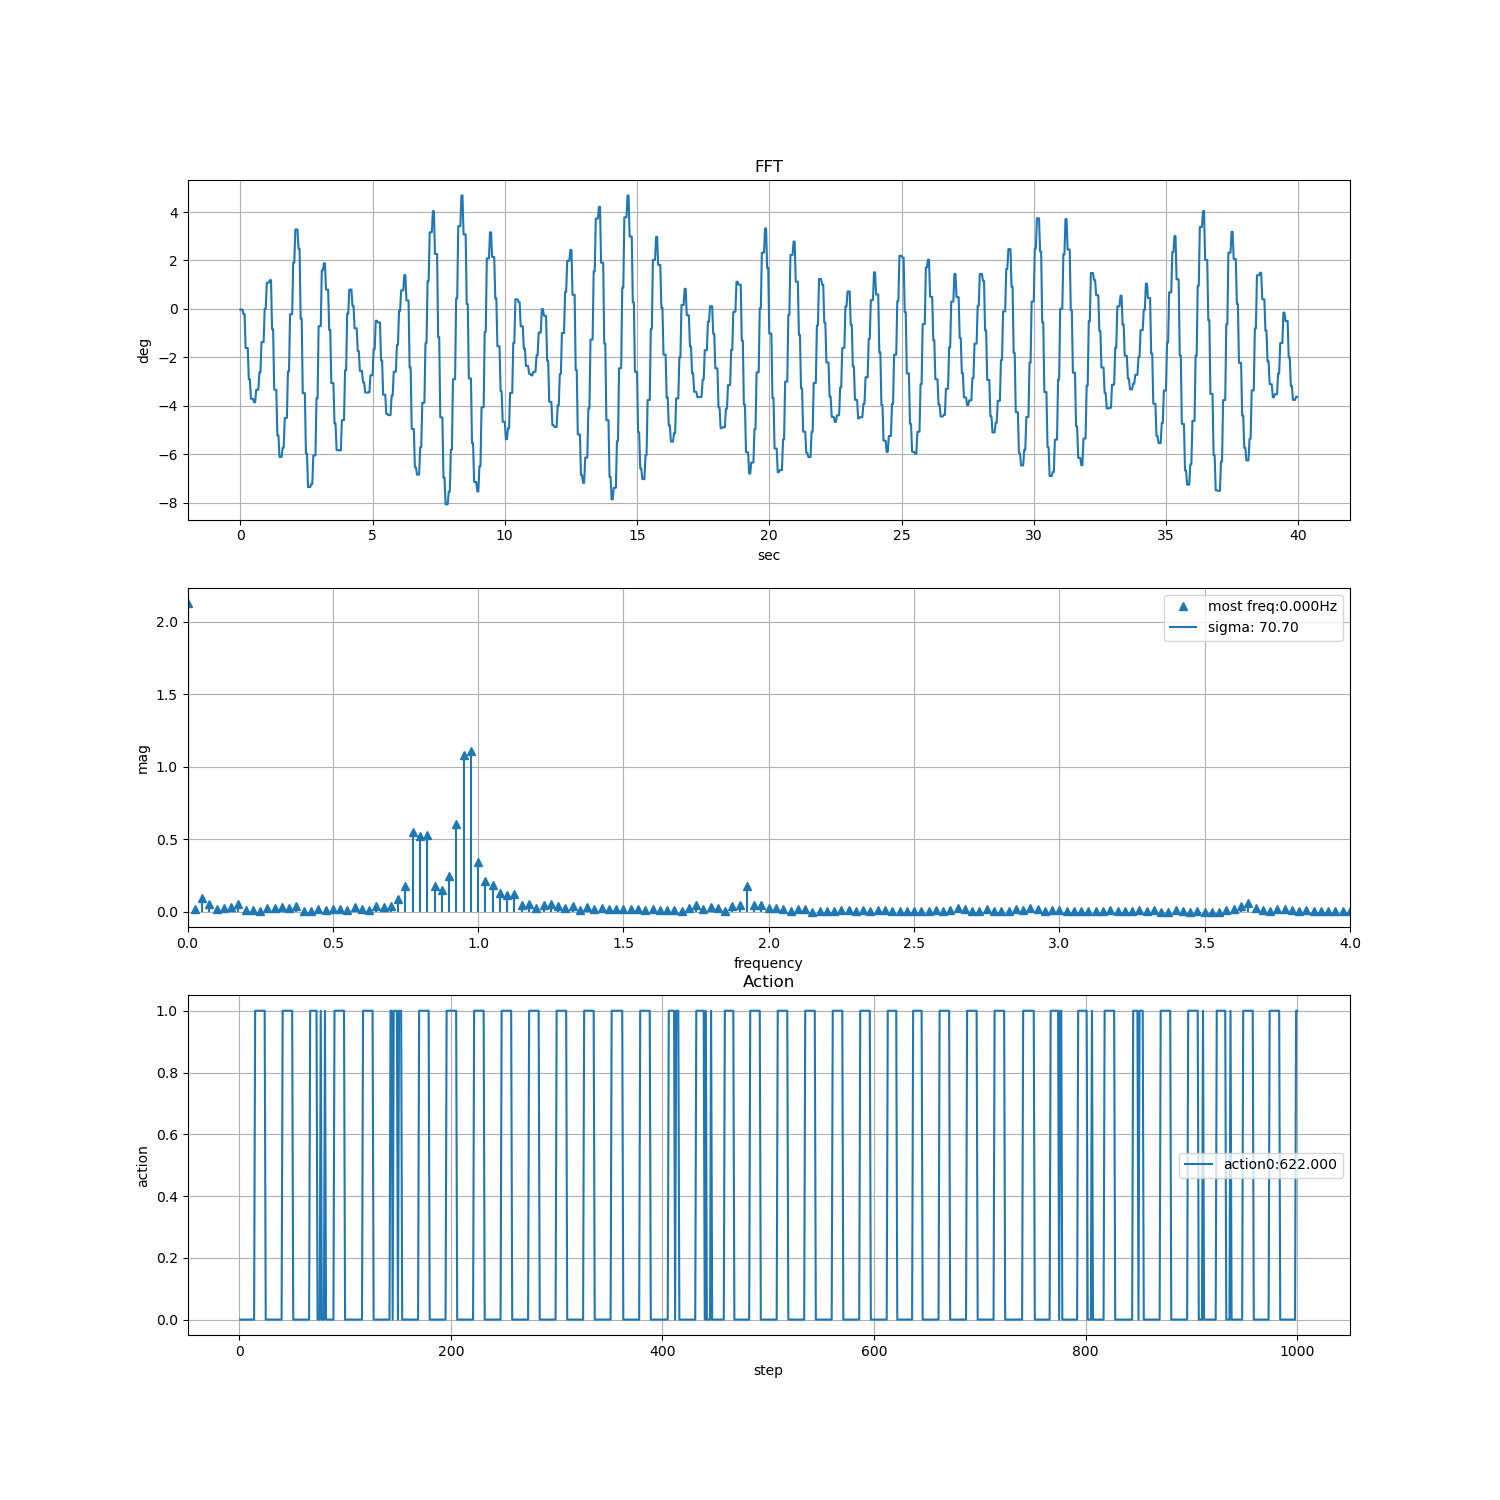 FFT
4
2
0
−2
−4
−6
−8
deg
0 5 10 15 20 25 30 35 40
sec
most freq:0.000Hz
sigma: 70.70
2.0
1.5
1.0
0.5
0.0
mag
0.0 0.5 1.0 1.5 2.0 2.5 3.0 3.5 4.0
frequency
Action
1.0
0.8
0.6
0.4
0.2
0.0
action
action0:622.000
0 200 400 600 800 1000
step